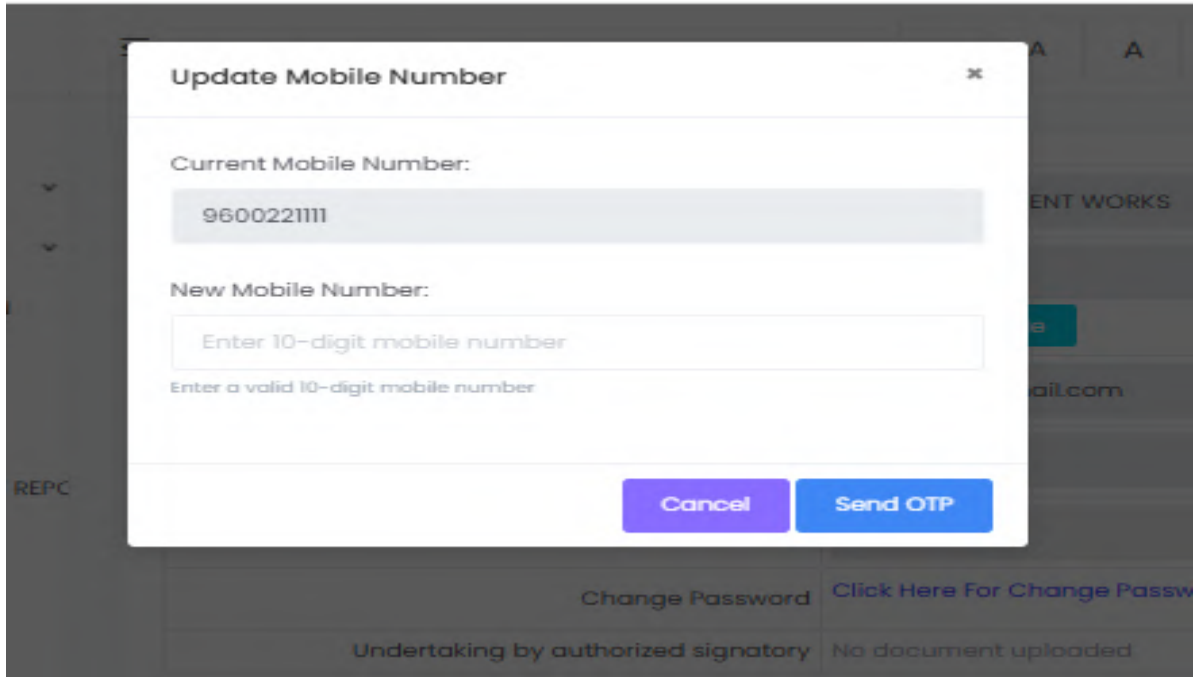 A
A
Update Mobile Number
×
Current Mobile Number:
9600221111
ENT WORKS
New Mobile Number:
Enter 10-digit mobile number
e
Enter a valid 10-digit mobile number
ail.com
REPO
Cancel
Send OTP
Change Password
Click Here For Change Passw
Undertaking by authorized signatory
No document uploaded